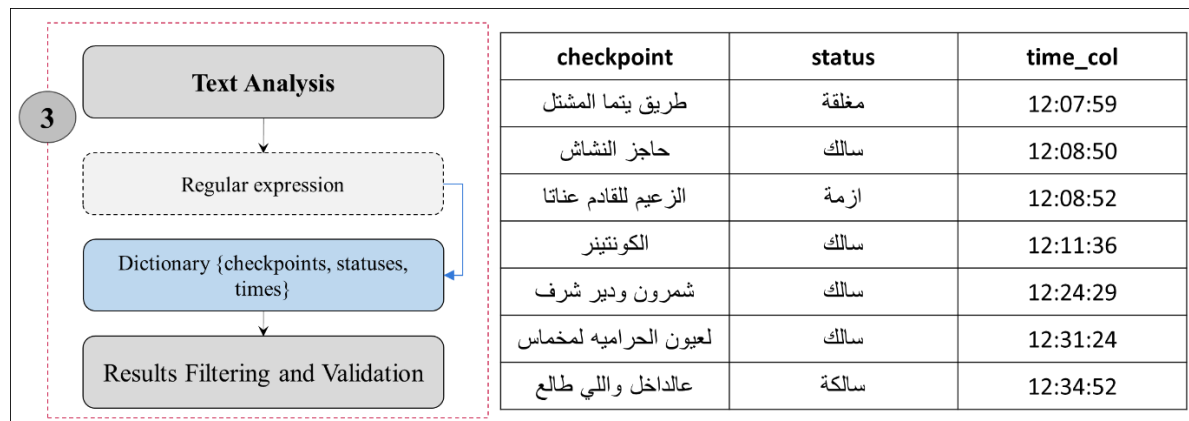 3
Text Analysis
Regular expression
Dictionary {checkpoints, statuses,
times}
Results Filtering and Validation
checkpoint status time_col
طريق يتما المشتل مغلقة 12:07:59
حاجز النشاش سالك 12:08:50
الزعيم للقادم عناتا ازمة 12:08:52
الكونتينر سالك 12:11:36
شمرون ودير شرف سالك 12:24:29
لعيون الحراميه لمخماس سالك 12:31:24
عالداخل واللي طالع سالكة 12:34:52